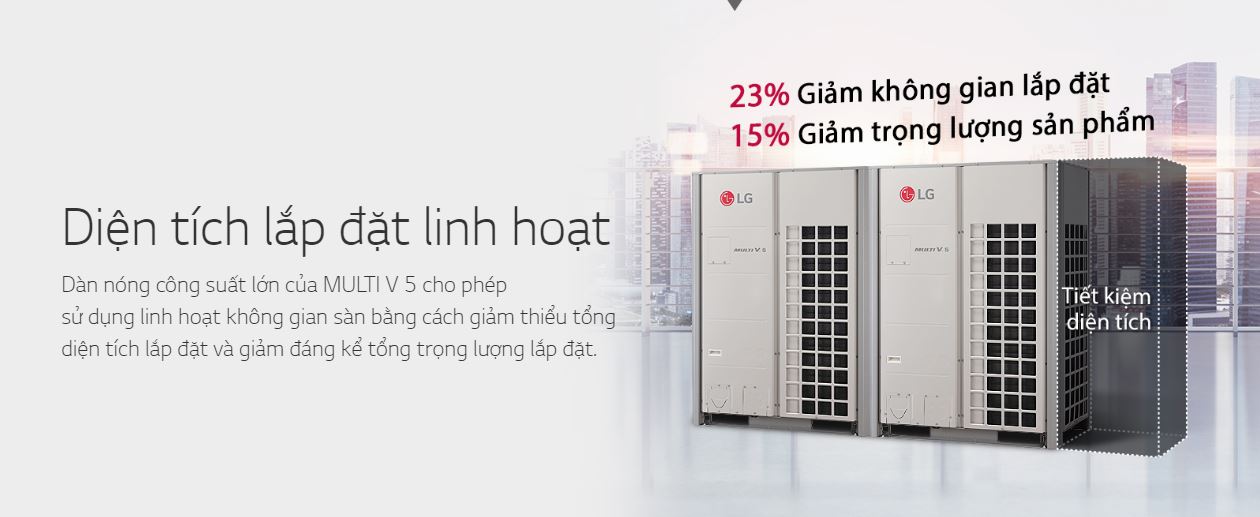 Diện tích lắp đặt linh hoạt
Dàn nóng công suất lớn của MULTI V 5 cho phép
sử dụng linh hoạt không gian sàn bằng cách giảm thiểu tổng
diện tích lắp đặt và giảm đáng kể tổng trọng lượng lắp đặt.
23% Giảm không gian lắp đặt
15% Giảm trọng lượng sản phẩm
LG
MULTI V 5
LG
MULTI V 5
Tiết kiệm
diện tích